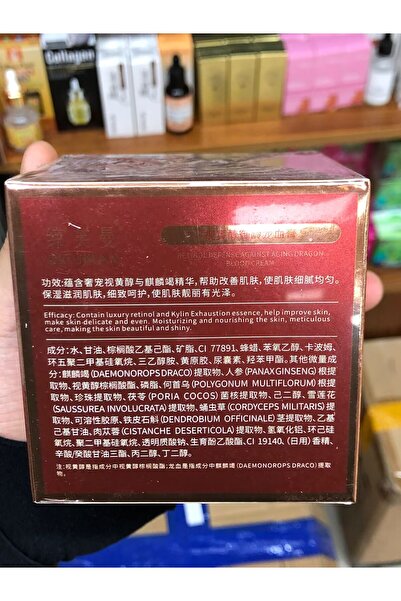 Collagen
RETINOL DEFENSE AGAINST ALING DRAGON
BLOOD CREAM
功效:蕴含奢宠视黄醇与麒麟竭精华,帮助改善肌肤,使肌肤细腻均匀。
保湿滋润肌肤,细致呵护,使肌肤靓丽有光泽。
Efficacy: Contain luxury retinol and Kylin Exhaustion essence, help improve skin,
make skin delicate and even. Moisturizing and nourishing the skin, meticulous
care, making the skin beautiful and shiny.
成分:水、甘油、棕榈酸乙基己酯、矿脂、CI 77891、蜂蜡、苯氧乙醇、卡波姆、
环五聚二甲基硅氧烷、三乙醇胺、黄原胶、尿囊素、羟苯甲酯、其他微量成
分:麒麟竭(DAEMONOROPS DRACO)提取物、人参(PANAX GINSENG)根提
取物、视黄醇棕榈酸酯、磷脂、何首乌(POLYGONUM MULTIFLORUM)根提
取物、珍珠提取物、茯苓(PORIA COCOS)菌核提取物、己二醇、雪莲花
(SAUSSUREA INVOLUCRATA)提取物、蛹虫草(CORDYCEPS MILITARIS)提
取物、可溶性胶原、铁皮石斛(DENDROBIUM OFFICINALE)茎提取物、乙基
己基甘油、肉苁蓉(CISTANCHE DESERTICOLA)提取物、氢氧化铝、环己硅
氧烷、聚二甲基硅氧烷、透明质酸钠、生育酚乙酸酯、CI 19140、(日用)香精、
辛酸/癸酸甘油三酯、丙二醇、丁二醇。
注:视黄醇是指成分中视黄醇棕榈酸酯;龙血是指成分中麒麟竭(DAEMONOROPS DRACO)提取
物。